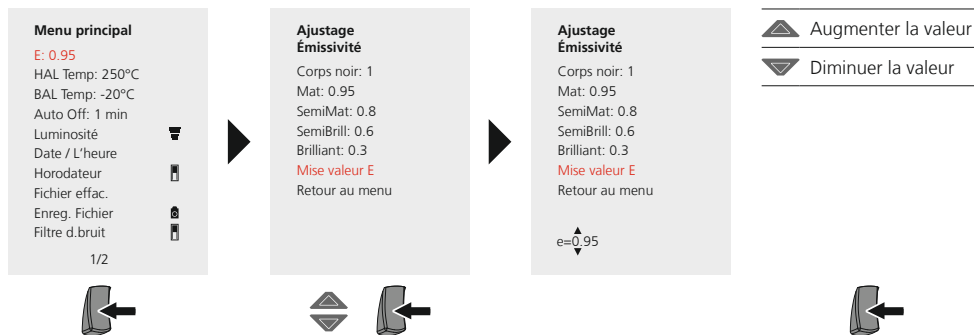 Menu principal
E: 0.95
HAL Temp: 250°C
BAL Temp: -20°C
Auto Off: 1 min
Luminosité
Date / L'heure
Horodateur
Fichier effac.
Enreg. Fichier
Filtre d.bruit
1/2
Ajustage
Émissivité
Corps noir: 1
Mat: 0.95
SemiMat: 0.8
SemiBrill: 0.6
Brilliant: 0.3
Mise valeur E
Retour au menu
Ajustage
Émissivité
Corps noir: 1
Mat: 0.95
SemiMat: 0.8
SemiBrill: 0.6
Brilliant: 0.3
Mise valeur E
Retour au menu
e=0.95
Augmenter la valeur
Diminuer la valeur